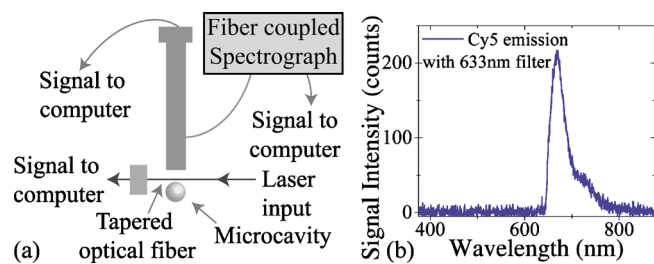 Fiber coupled
Spectrograph
Signal to
computer
Signal to
computer
Signal to
computer
Laser
input
Tapered
optical fiber
Microcavity
(a)
Signal Intensity (counts)
200
100
0
Cy5 emission
with 633nm filter
400
600
800
Wavelength (nm)
(b)